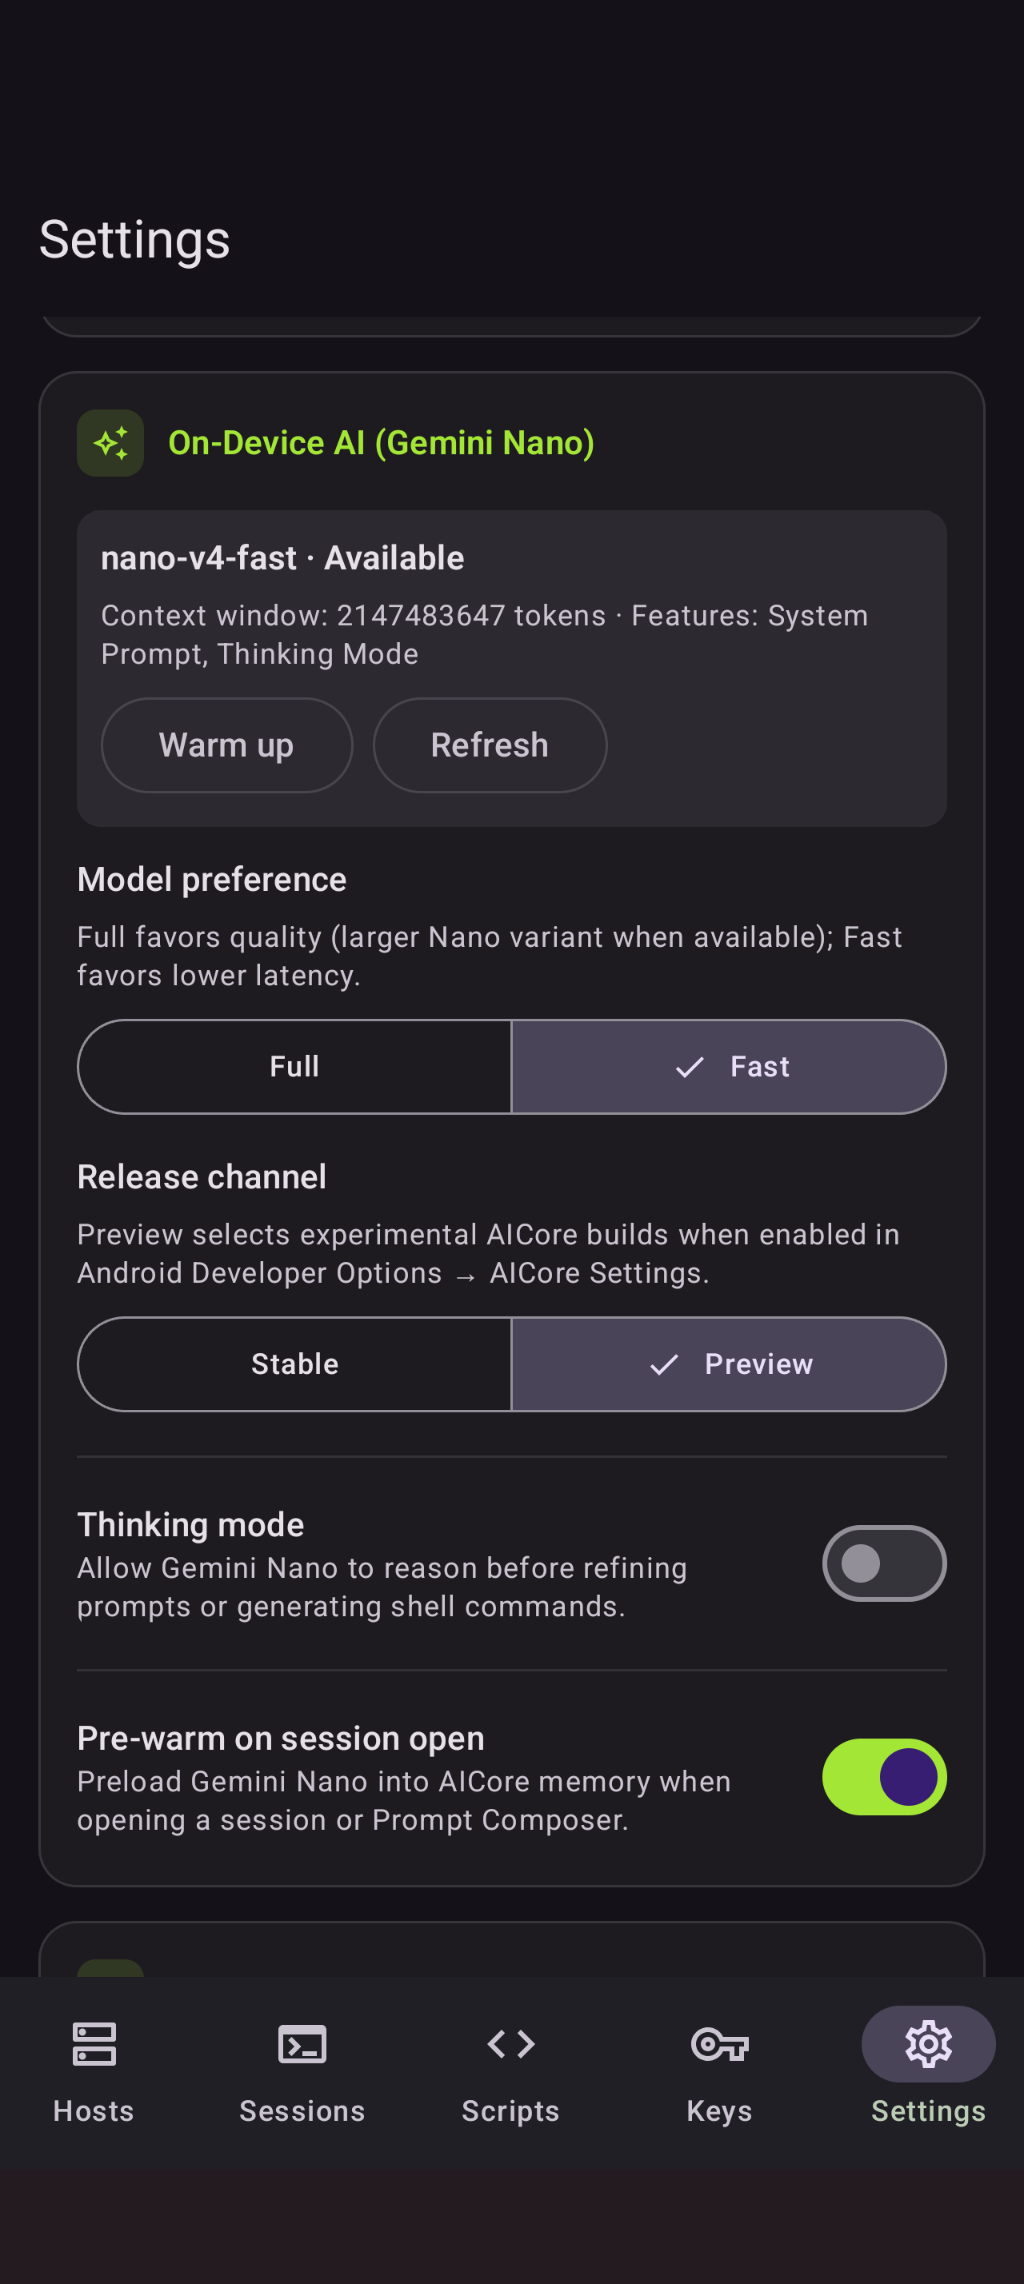 Settings
On-Device AI (Gemini Nano)
nano-v4-fast · Available
Context window: 2147483647 tokens · Features: System
Prompt, Thinking Mode
Warm up Refresh
Model preference
Full favors quality (larger Nano variant when available); Fast
favors lower latency.
Full Fast
Release channel
Preview selects experimental AICore builds when enabled in
Android Developer Options → AICore Settings.
Stable Preview
Thinking mode
Allow Gemini Nano to reason before refining
prompts or generating shell commands.
Pre-warm on session open
Preload Gemini Nano into AICore memory when
opening a session or Prompt Composer.
Hosts Sessions Scripts Keys Settings